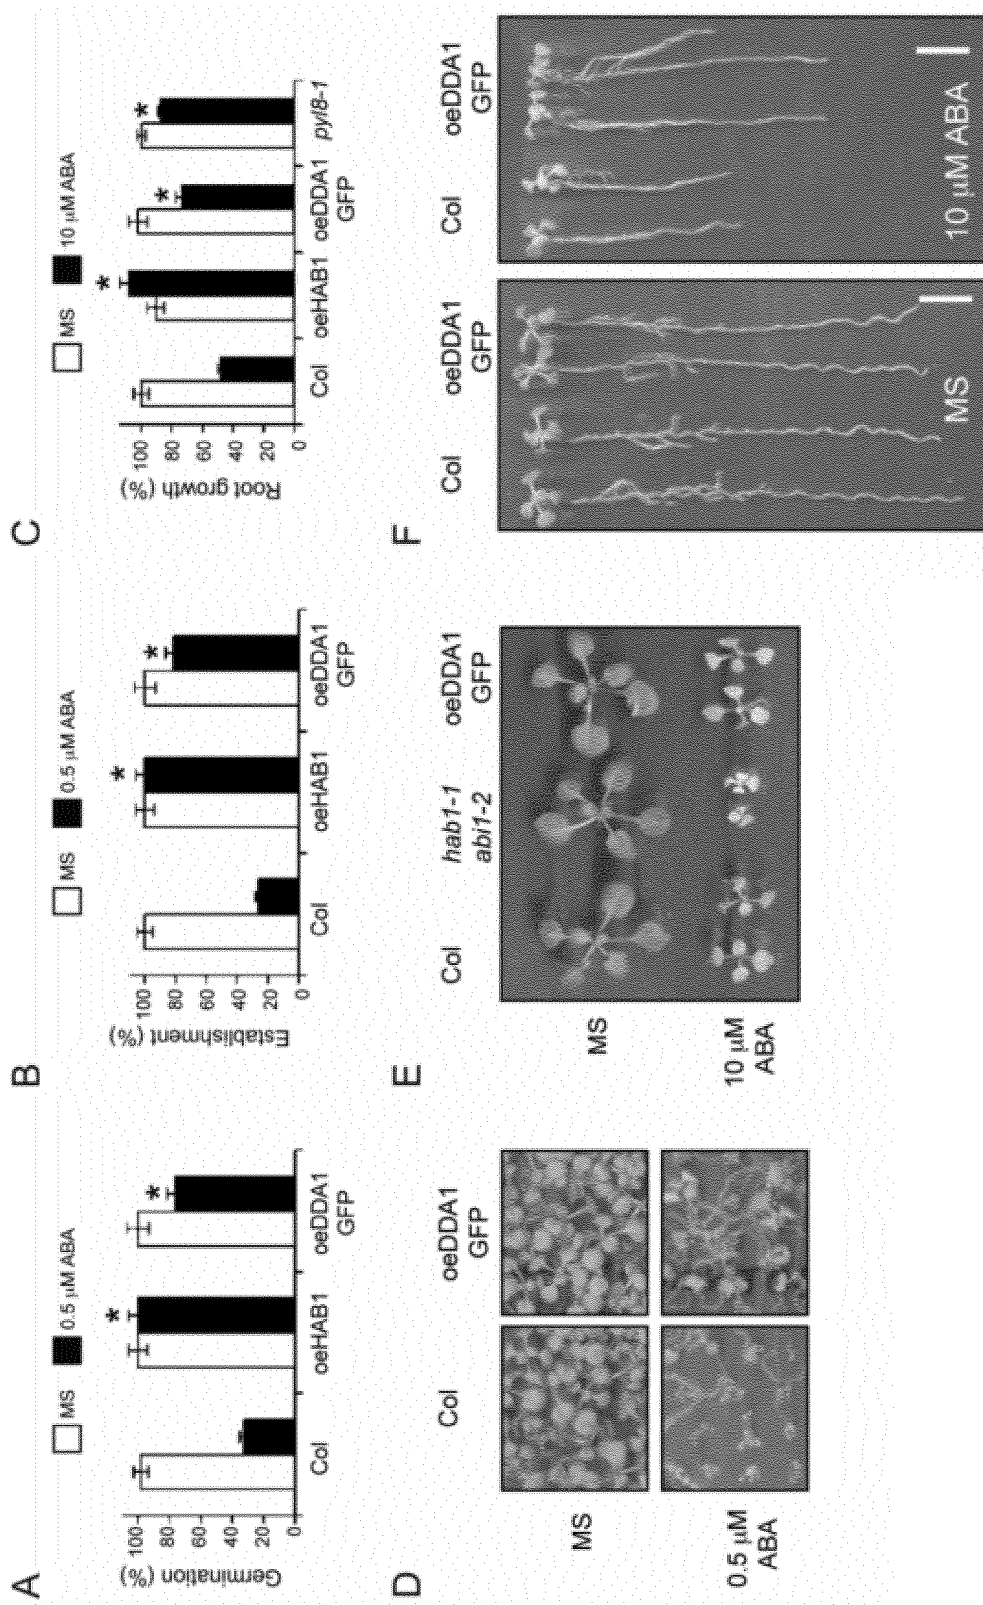 A
MS 0.5 µM ABA
Germination (%)
100
80
60
40
20
0
*
*
Col oeHAB1 oeDDA1
GFP
B
MS 0.5 µM ABA
Establishment (%)
100
80
60
40
20
0
*
*
Col oeHAB1 oeDDA1
GFP
C
MS 10 µM ABA
Root growth (%)
100
80
60
40
20
0
*
*
*
Col oeHAB1 oeDDA1 pyl8-1
GFP
D
Col oeDDA1
GFP
MS
0.5 µM
ABA
E
Col hab1-1 oeDDA1
abi1-2 GFP
MS
10 µM
ABA
F
Col oeDDA1
GFP
MS
Col oeDDA1
GFP
10 µM ABA